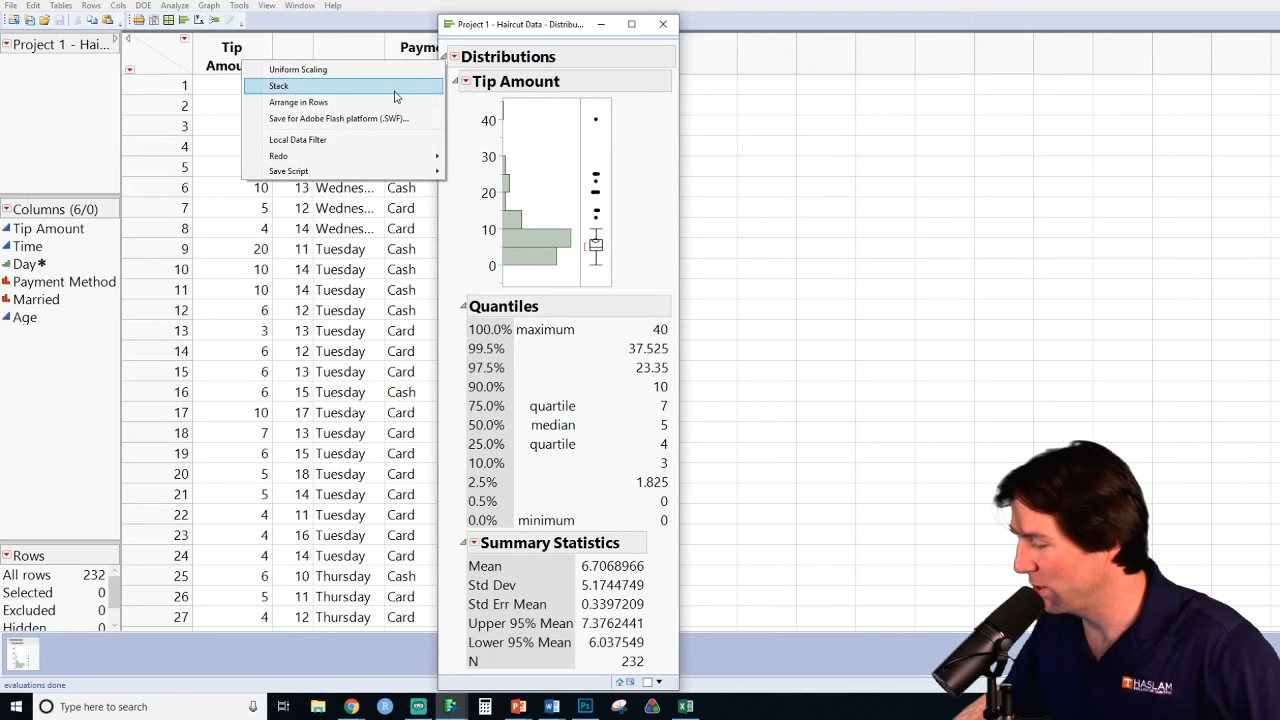 File Edit Tables Rows Cols DOE Analyze Graph Tools View Window Help
Project 1 - Hai...
Columns (6/0)
Tip Amount
Time
Day*
Payment Method
Married
Age
Rows
All rows 232
Selected 0
Excluded 0
Hidden 0
Tip
Amou
Payme
1
2
3
4
5
6 10 13 Wednes... Cash
7 5 12 Wednes... Card
8 4 14 Wednes... Card
9 20 11 Tuesday Cash
10 10 14 Tuesday Cash
11 10 14 Tuesday Card
12 6 12 Tuesday Cash
13 3 13 Tuesday Card
14 6 12 Tuesday Card
15 6 13 Tuesday Card
16 6 15 Tuesday Cash
17 10 17 Tuesday Card
18 7 13 Tuesday Card
19 6 15 Tuesday Card
20 5 18 Tuesday Card
21 5 14 Tuesday Card
22 4 11 Tuesday Card
23 4 16 Tuesday Card
24 4 14 Tuesday Card
25 6 10 Thursday Cash
26 5 11 Thursday Card
27 4 12 Thursday Card
Uniform Scaling
Stack
Arrange in Rows
Save for Adobe Flash platform (.SWF)...
Local Data Filter
Redo
Save Script
Project 1 - Haircut Data - Distribu...
Distributions
Tip Amount
40
30
20
10
0
Quantiles
100.0% maximum 40
99.5% 37.525
97.5% 23.35
90.0% 10
75.0% quartile 7
50.0% median 5
25.0% quartile 4
10.0% 3
2.5% 1.825
0.5% 0
0.0% minimum 0
Summary Statistics
Mean 6.7068966
Std Dev 5.1744749
Std Err Mean 0.3397209
Upper 95% Mean 7.3762441
Lower 95% Mean 6.037549
N 232
evaluations done
Type here to search
HASLAM